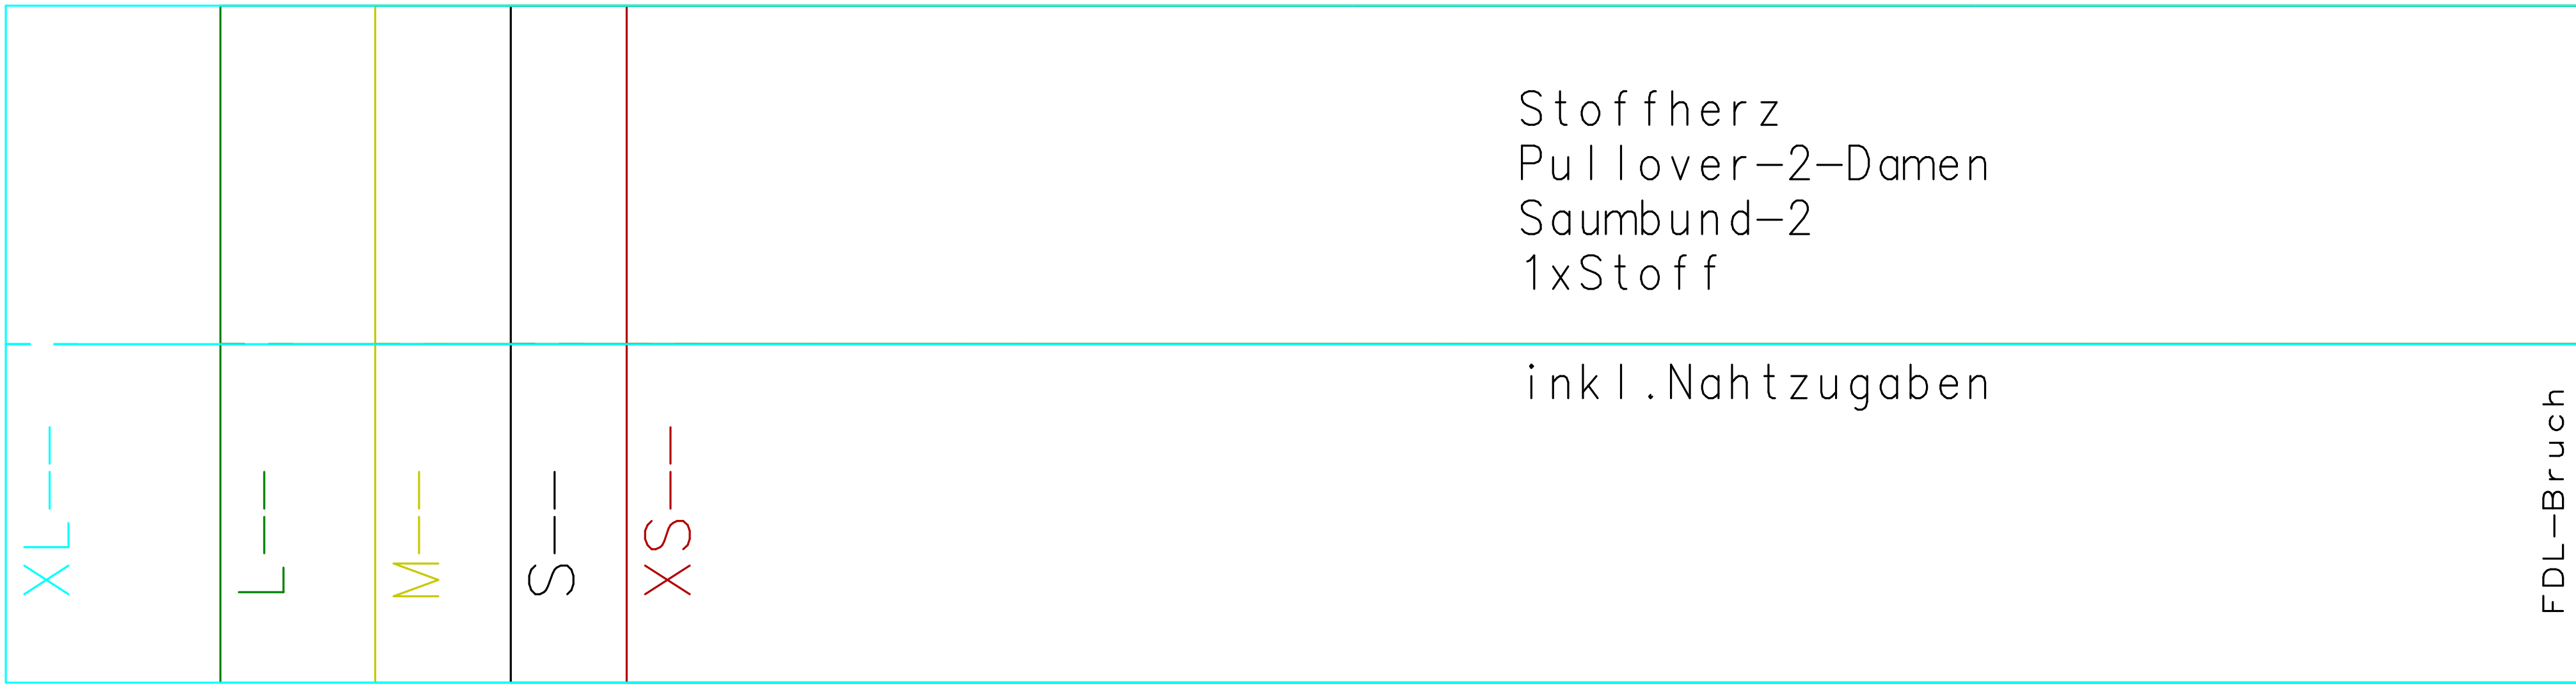 Stoffherz
Pullover-2-Damen
Saumbund-2
1xStoff
inkl.Nahtzugaben
XL--
L--
M--
S--
XS--
FDL-Bruch